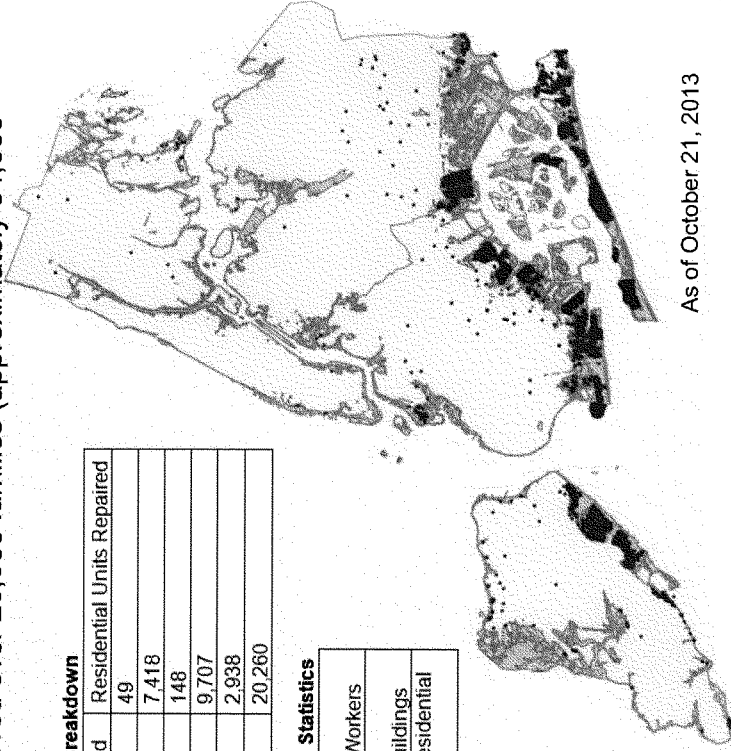 reakdown
d Residential Units Repaired
49
7,418
148
9,707
2,938
20,260
Statistics
Workers
ildings
esidential
As of October 21, 2013